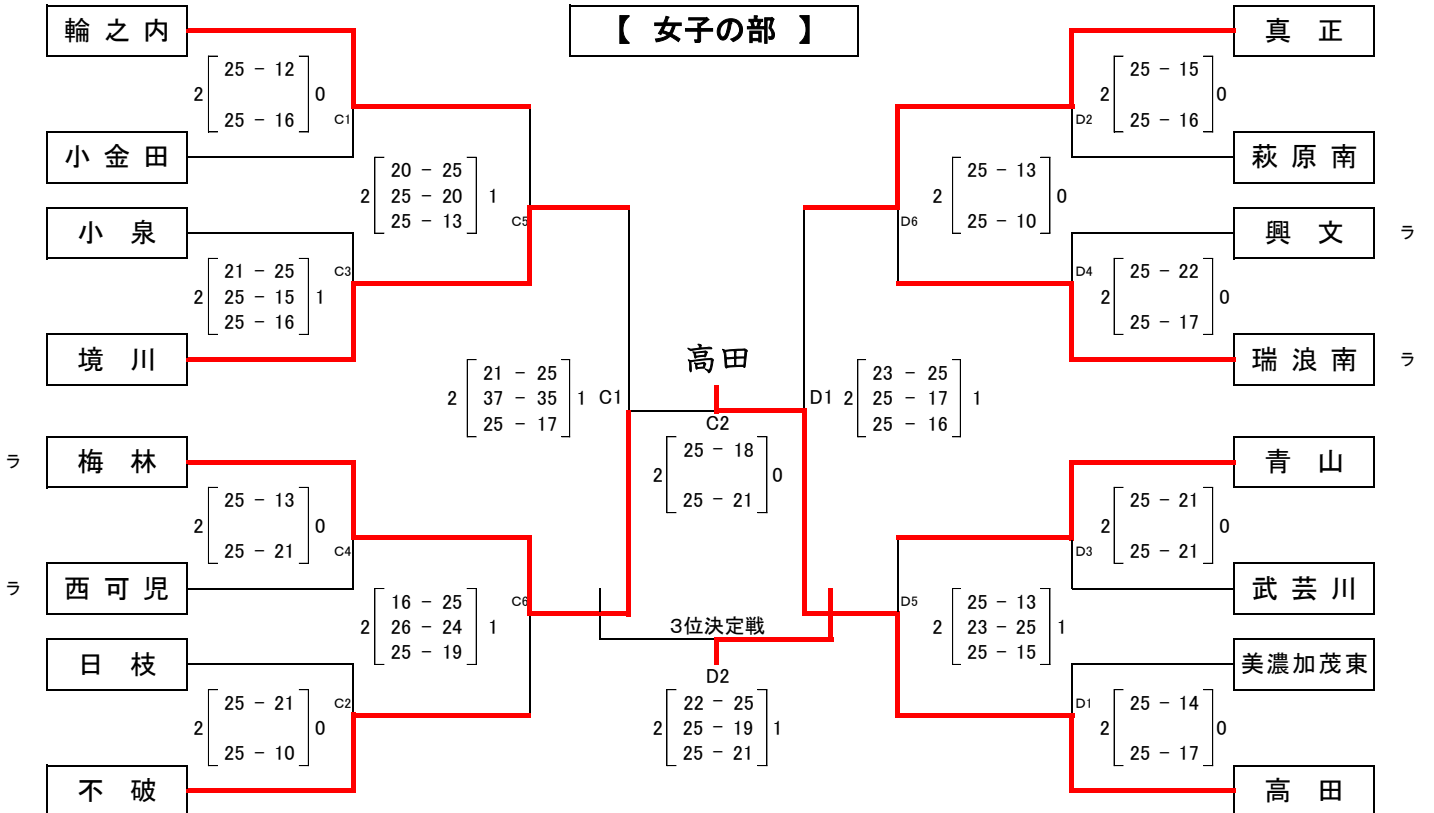 【 女子の部 】
輪之内
25 - 12
2 0
25 - 16
C1
小金田
20 - 25
2 25 - 20 1
25 - 13
C5
小泉
21 - 25
C3
2 25 - 15 1
25 - 16
境川
21 - 25
2 37 - 35 1 C1
25 - 17
ラ 梅林
25 - 13
2 0
25 - 21
C4
ラ 西可児
16 - 25
C6
2 26 - 24 1
25 - 19
日枝
25 - 21
C2
2 0
25 - 10
不破
高田
C2
25 - 18
2 0
25 - 21
3位決定戦
D2
22 - 25
2 25 - 19 1
25 - 21
真正
25 - 15
2 0
25 - 16
D2
萩原南
25 - 13
2 0
25 - 10
D6
興文 ラ
D4
25 - 22
2 0
25 - 17
瑞浪南 ラ
23 - 25
D1 2 25 - 17 1
25 - 16
青山
25 - 21
2 0
25 - 21
D3
武芸川
D5
25 - 13
2 23 - 25 1
25 - 15
美濃加茂東
D1
25 - 14
2 0
25 - 17
高田